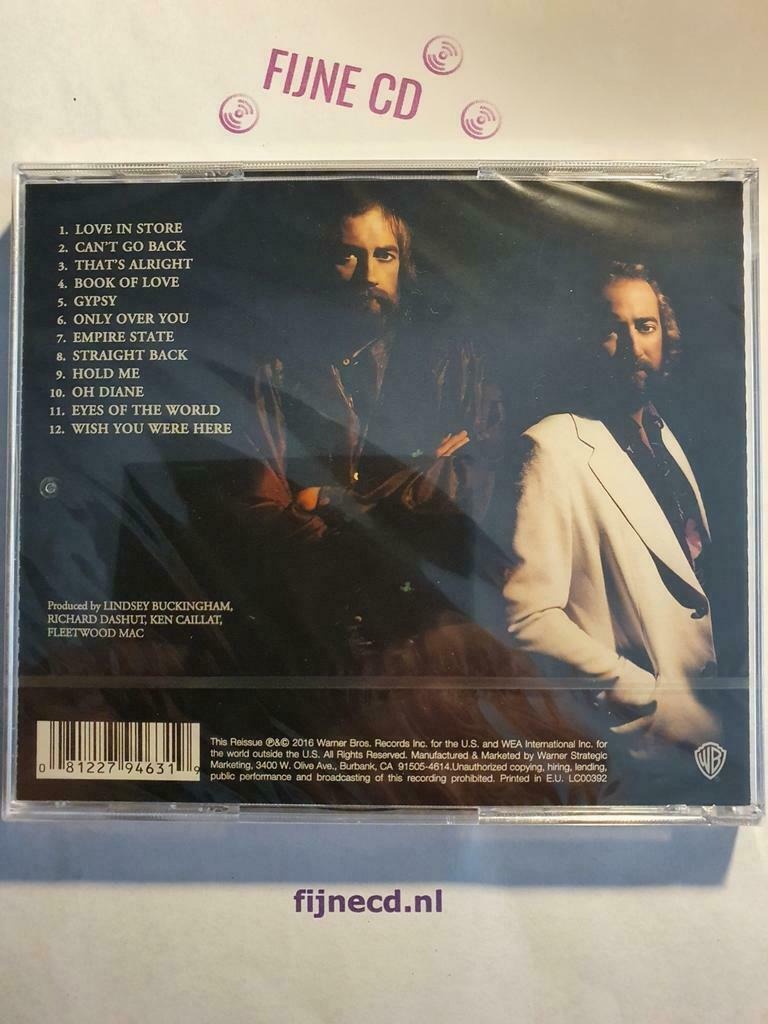 FIJNE CD
1. LOVE IN STORE
2. CAN'T GO BACK
3. THAT'S ALRIGHT
4. BOOK OF LOVE
5. GYPSY
6. ONLY OVER YOU
7. EMPIRE STATE
8. STRAIGHT BACK
9. HOLD ME
10. OH DIANE
11. EYES OF THE WORLD
12. WISH YOU WERE HERE
Produced by LINDSEY BUCKINGHAM,
RICHARD DASHUT, KEN CAILLAT,
FLEETWOOD MAC
This Reissue ℗&© 2016 Warner Bros. Records Inc. for the U.S. and WEA International Inc. for
the world outside the U.S. All Rights Reserved. Manufactured & Marketed by Warner Strategic
Marketing, 3400 W. Olive Ave., Burbank, CA 91505-4614.Unauthorized copying, hiring, lending,
public performance and broadcasting of this recording prohibited. Printed in E.U. LC00392
0 81227 94631 9
WB
fijnecd.nl